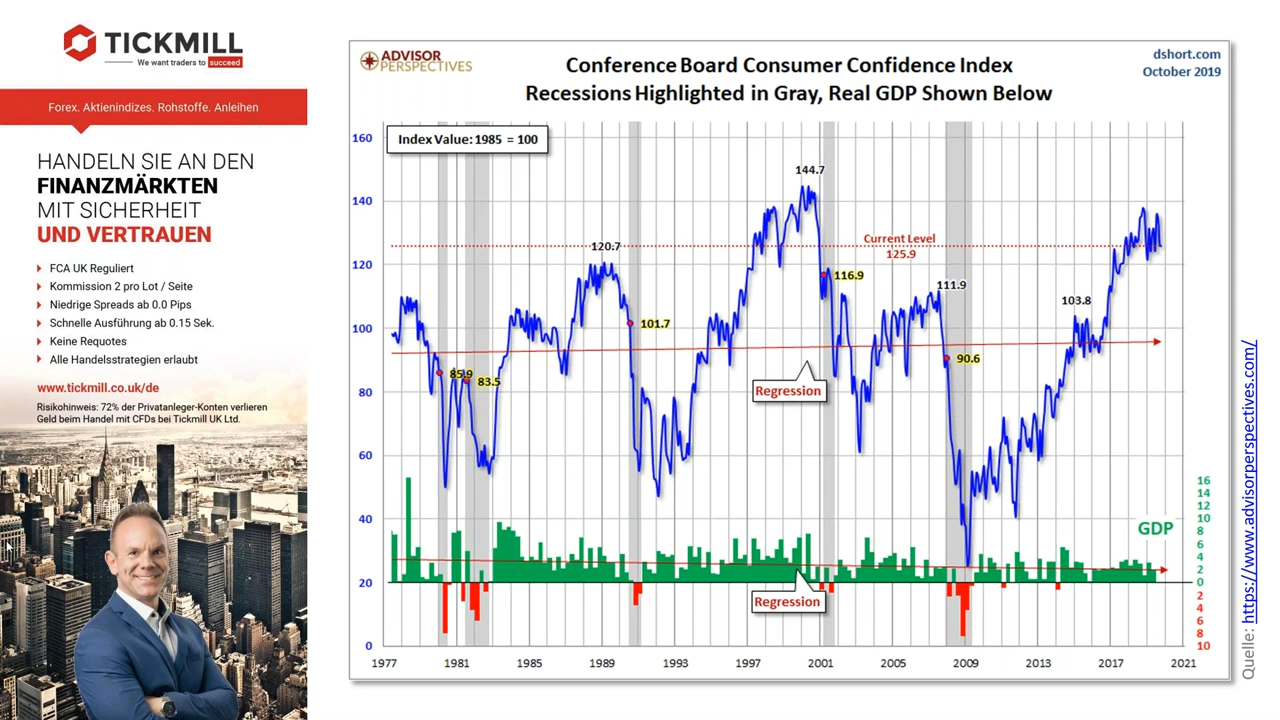 TICKMILL
We want traders to succeed
Forex. Aktienindizes. Rohstoffe. Anleihen
HANDELN SIE AN DEN
FINANZMÄRKTEN
MIT SICHERHEIT
UND VERTRAUEN
FCA UK Reguliert
Kommission 2 pro Lot / Seite
Niedrige Spreads ab 0.0 Pips
Schnelle Ausführung ab 0.15 Sek.
Keine Requotes
Alle Handelsstrategien erlaubt
www.tickmill.co.uk/de
Risikohinweis: 72% der Privatanleger-Konten verlieren
Geld beim Handel mit CFDs bei Tickmill UK Ltd.
ADVISOR
PERSPECTIVES
dshort.com
October 2019
Conference Board Consumer Confidence Index
Recessions Highlighted in Gray, Real GDP Shown Below
Index Value: 1985 = 100
160
140
120
100
80
60
40
20
0
144.7
120.7
Current Level
125.9
116.9
111.9
103.8
101.7
90.6
85.9
83.5
Regression
GDP
Regression
16
14
12
10
8
6
4
2
0
2
4
6
8
10
1977
1981
1985
1989
1993
1997
2001
2005
2009
2013
2017
2021
Quelle: https://www.advisorperspectives.com/